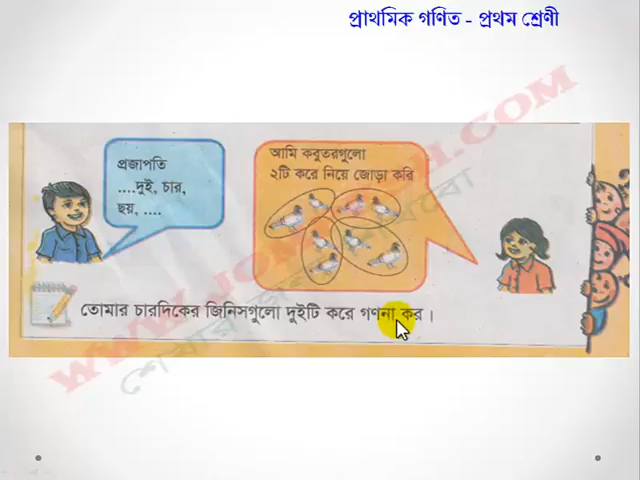 প্রাথমিক গণিত - প্রথম শ্রেণী
প্রজাপতি
....দুই, চার,
ছয়, ....
আমি কবুতরগুলো
২টি করে নিয়ে জোড়া করি
তোমার চারদিকের জিনিসগুলো দুইটি করে গণনা কর।